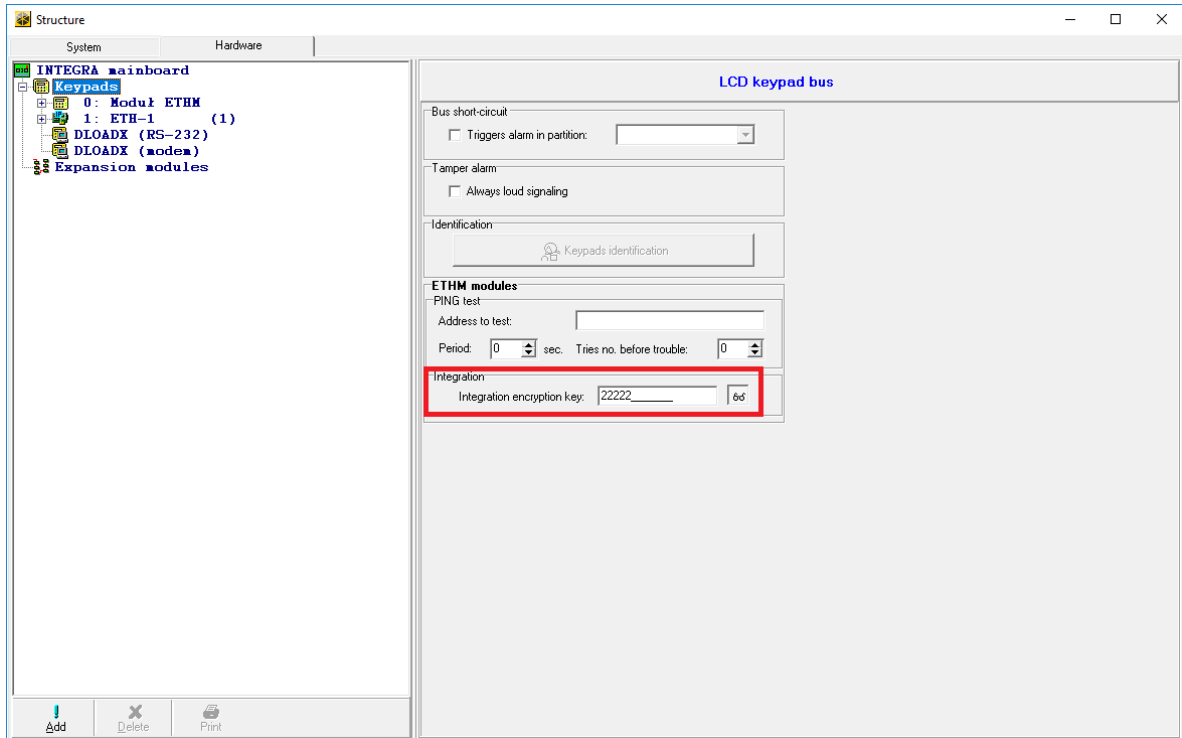 Structure
System Hardware
INTEGRA mainboard
Keypads
0: Moduł ETHM
1: ETH-1 (1)
DLOADX (RS-232)
DLOADX (modem)
Expansion modules
Add Delete Print
LCD keypad bus
Bus short-circuit
Triggers alarm in partition:
Tamper alarm
Always loud signaling
Identification
Keypads identification
ETHM modules
PING test
Address to test:
Period: 0 sec. Tries no. before trouble: 0
Integration
Integration encryption key: 22222_______